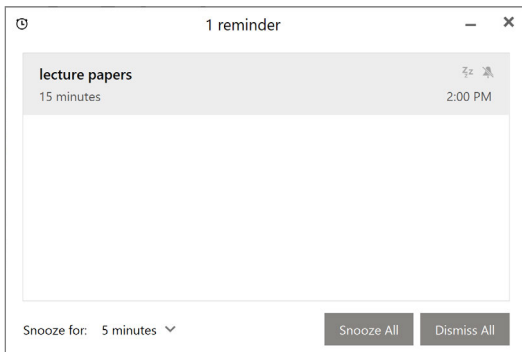 1 reminder
lecture papers
15 minutes 2:00 PM
Snooze for: 5 minutes Snooze All Dismiss All